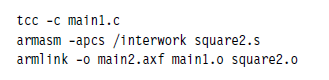 tcc -c main1.c
armasm -apcs /interwork square2.s
armlink -o main2.axf main1.o square2.o